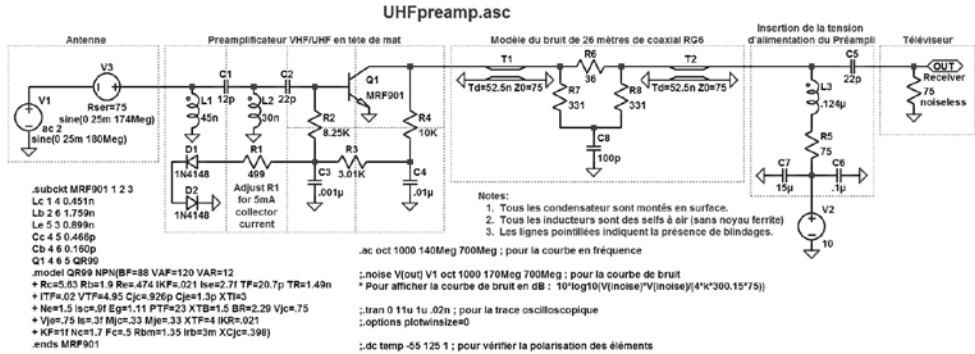 UHFpreamp.asc
Antenne
Préamplificateur VHF/UHF en tête de mat
Modèle du bruit de 26 mètres de coaxial RG6
Insertion de la tension
d'alimentation du Préampli
Téléviseur
V3
Rser=75
sine(0 25m 174Meg)
V1
ac 2
sine(0 25m 180Meg)
C1
12p
C2
22p
L1
45n
L2
30n
Q1
MRF901
R2
8.25K
R4
10K
D1
1N4148
R1
499
R3
3.01K
D2
1N4148
Adjust R1
for 5mA
collector
current
C3
.001µ
C4
.01µ
T1
Td=52.5n Z0=75
R6
36
R7
331
R8
331
C8
100p
T2
Td=52.5n Z0=75
C5
22p
L3
.124µ
R5
75
C7
15µ
C6
.1µ
V2
10
OUT
Receiver
75
noiseless
Notes:
1. Tous les condensateur sont montés en surface.
2. Tous les inducteurs sont des selfs à air (sans noyau ferrite)
3. Les lignes pointillées indiquent la présence de blindages.
.subckt MRF901 1 2 3
Lc 1 4 0.451n
Lb 2 6 1.759n
Le 5 3 0.899n
Cc 4 5 0.466p
Cb 4 6 0.160p
Q1 4 6 5 QR99
.model QR99 NPN(BF=88 VAF=120 VAR=12
+ Rc=5.63 Rb=1.9 Re=.474 IKF=.021 Ise=2.7f TF=20.7p TR=1.49n
+ ITF=.02 VTF=4.95 Cjc=.926p Cje=1.3p XTI=3
+ Ne=1.5 Isc=.9f Eg=1.11 PTF=23 XTB=1.5 BR=2.29 Vjc=.75
+ Vje=.75 Is=.3f Mjc=.33 Mje=.33 XTF=4 IKR=.021
+ KF=1f Nc=1.7 Fc=.5 Rbm=1.35 Irb=3m XCjc=.398)
.ends MRF901
.ac oct 1000 140Meg 700Meg ; pour la courbe en fréquence
;.noise V(out) V1 oct 1000 170Meg 700Meg ; pour la courbe de bruit
* Pour afficher la courbe de bruit en dB : 10*log10(V(inoise)*V(inoise)/(4*k*300.15*75))
;.tran 0 11u 1u .02n ; pour la trace oscilloscopique
;.options plotwinsize=0
;.dc temp -55 125 1 ; pour vérifier la polarisation des éléments